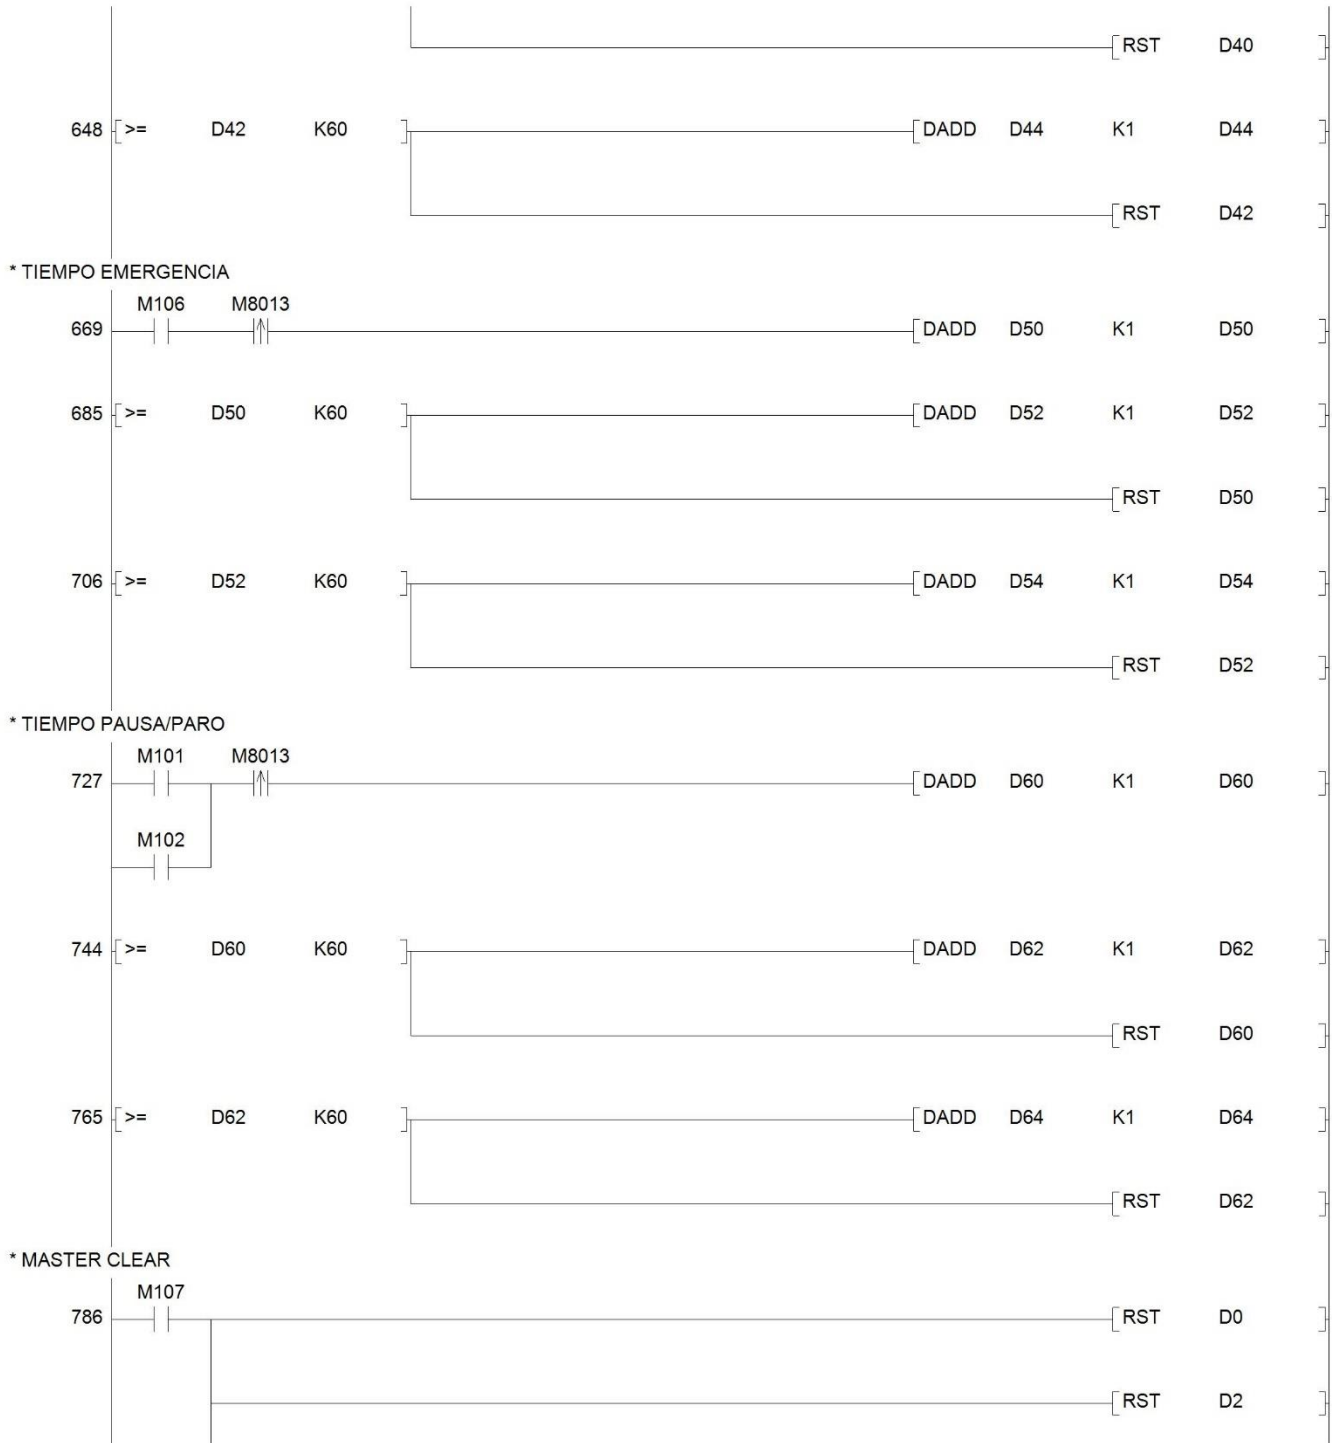 RST D40
648 >= D42 K60 DADD D44 K1 D44
RST D42
* TIEMPO EMERGENCIA
M106 M8013
669 DADD D50 K1 D50
685 >= D50 K60 DADD D52 K1 D52
RST D50
706 >= D52 K60 DADD D54 K1 D54
RST D52
* TIEMPO PAUSA/PARO
M101 M8013
727 DADD D60 K1 D60
M102
744 >= D60 K60 DADD D62 K1 D62
RST D60
765 >= D62 K60 DADD D64 K1 D64
RST D62
* MASTER CLEAR
M107
786 RST D0
RST D2